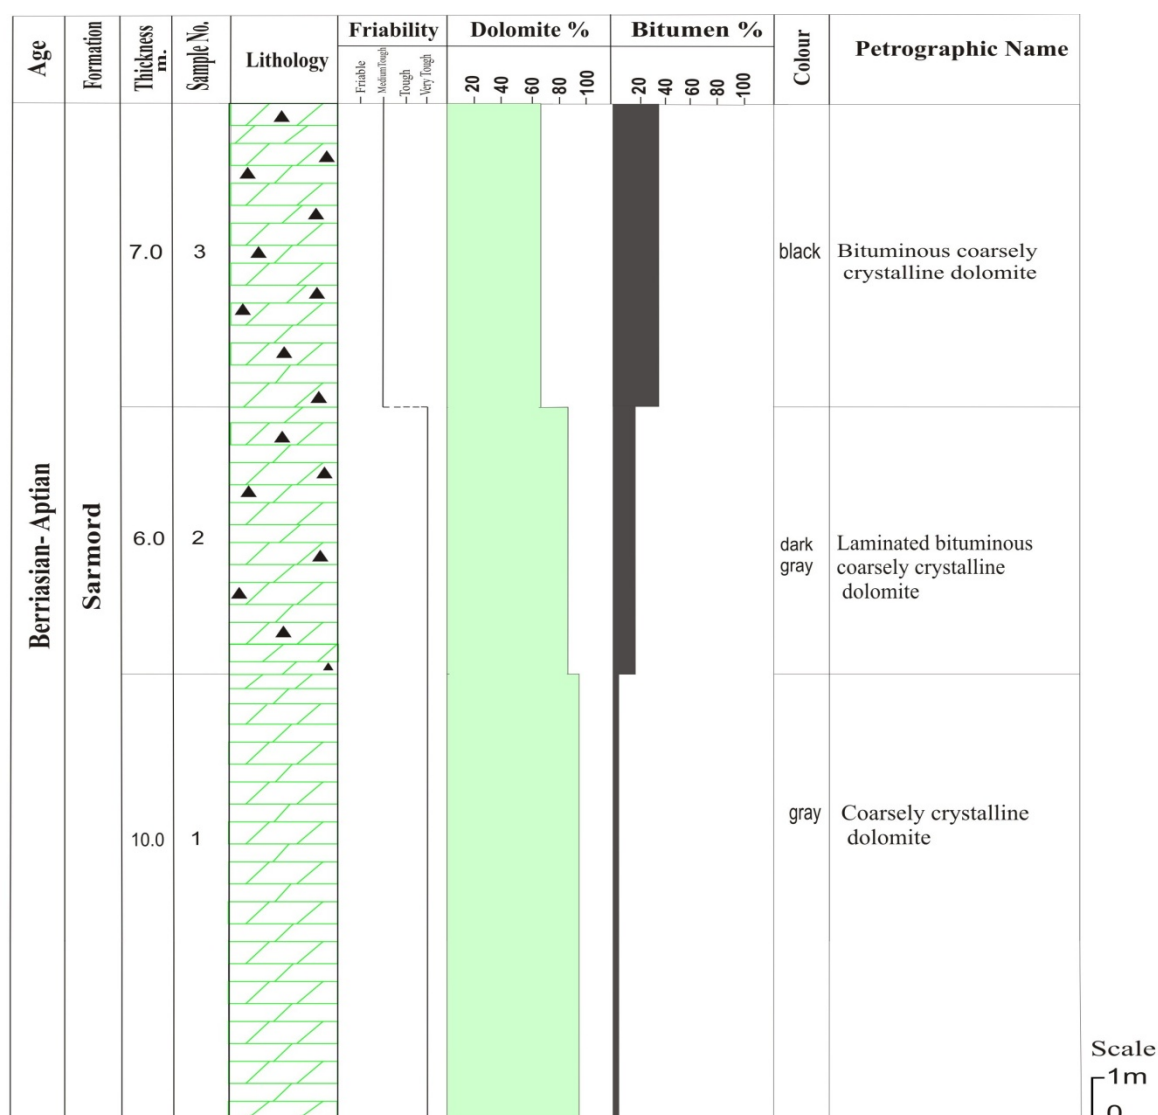 Age
Formation
Thickness
m.
Sample No.
Lithology
Friability
Friable
MediumTough
Tough
Very Tough
Dolomite %
20 40 60 80 100
Bitumen %
20 40 60 80 100
Colour
Petrographic Name
Berriasian- Aptian
Sarmord
7.0
3
black
Bituminous coarsely
crystalline dolomite
6.0
2
dark
gray
Laminated bituminous
coarsely crystalline
dolomite
10.0
1
gray
Coarsely crystalline
dolomite
Scale
1m
0